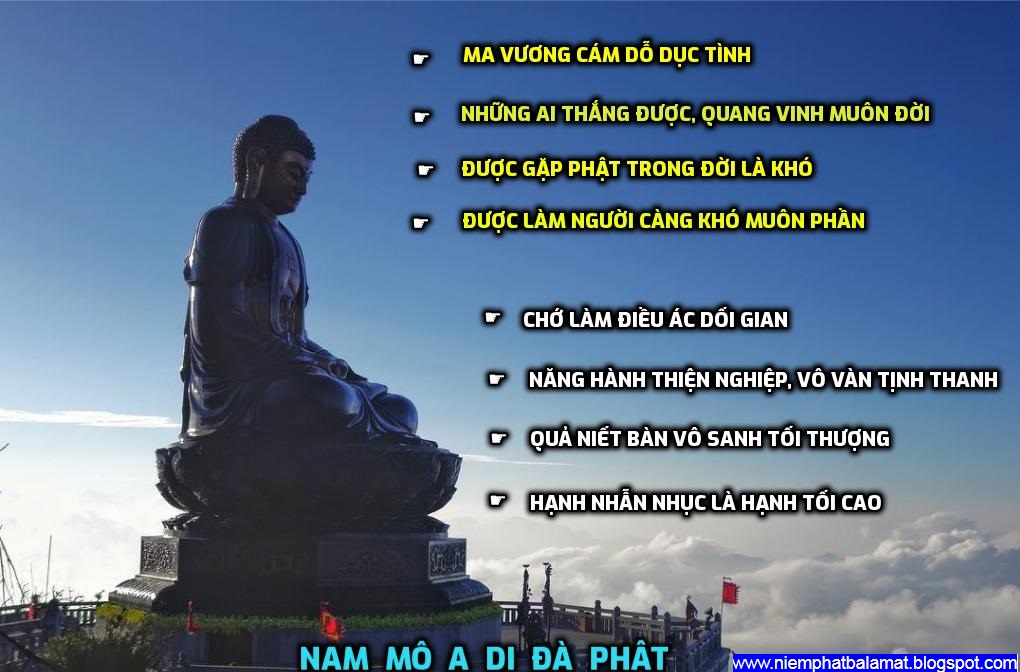 ☛ MA VƯƠNG CÁM DỖ DỤC TÌNH
☛ NHỮNG AI THẮNG ĐƯỢC, QUANG VINH MUÔN ĐỜI
☛ ĐƯỢC GẶP PHẬT TRONG ĐỜI LÀ KHÓ
☛ ĐƯỢC LÀM NGƯỜI CÀNG KHÓ MUÔN PHẦN
☛ CHỚ LÀM ĐIỀU ÁC DỐI GIAN
☛ NĂNG HÀNH THIỆN NGHIỆP, VÔ VÀN TỊNH THANH
☛ QUẢ NIẾT BÀN VÔ SANH TỐI THƯỢNG
☛ HẠNH NHẪN NHỤC LÀ HẠNH TỐI CAO
NAM MÔ A DI ĐÀ PHẬT
www.niemphatbalamat.blogspot.com